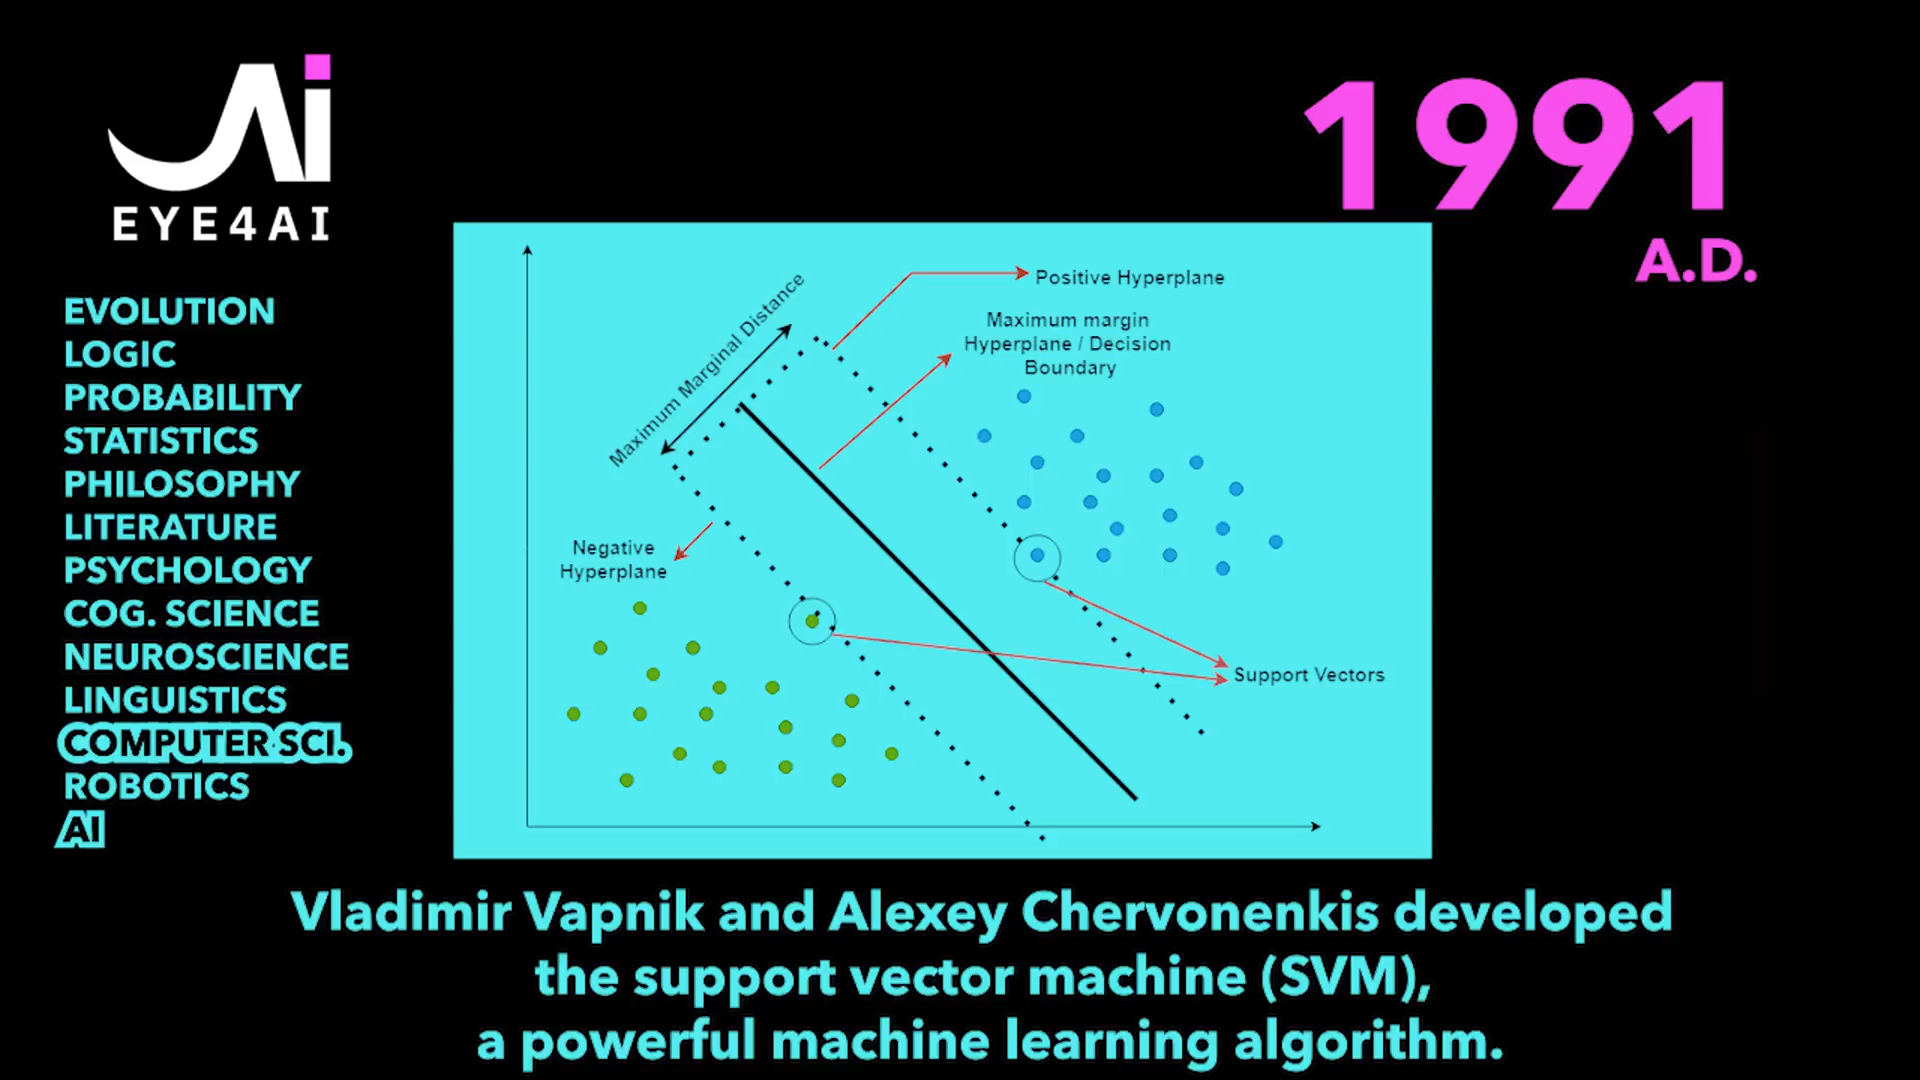 Ai
EYE4AI
1991
A.D.
EVOLUTION
LOGIC
PROBABILITY
STATISTICS
PHILOSOPHY
LITERATURE
PSYCHOLOGY
COG. SCIENCE
NEUROSCIENCE
LINGUISTICS
COMPUTER SCI.
ROBOTICS
AI
Positive Hyperplane
Maximum margin
Hyperplane / Decision
Boundary
Maximum Marginal Distance
Negative
Hyperplane
Support Vectors
Vladimir Vapnik and Alexey Chervonenkis developed
the support vector machine (SVM),
a powerful machine learning algorithm.